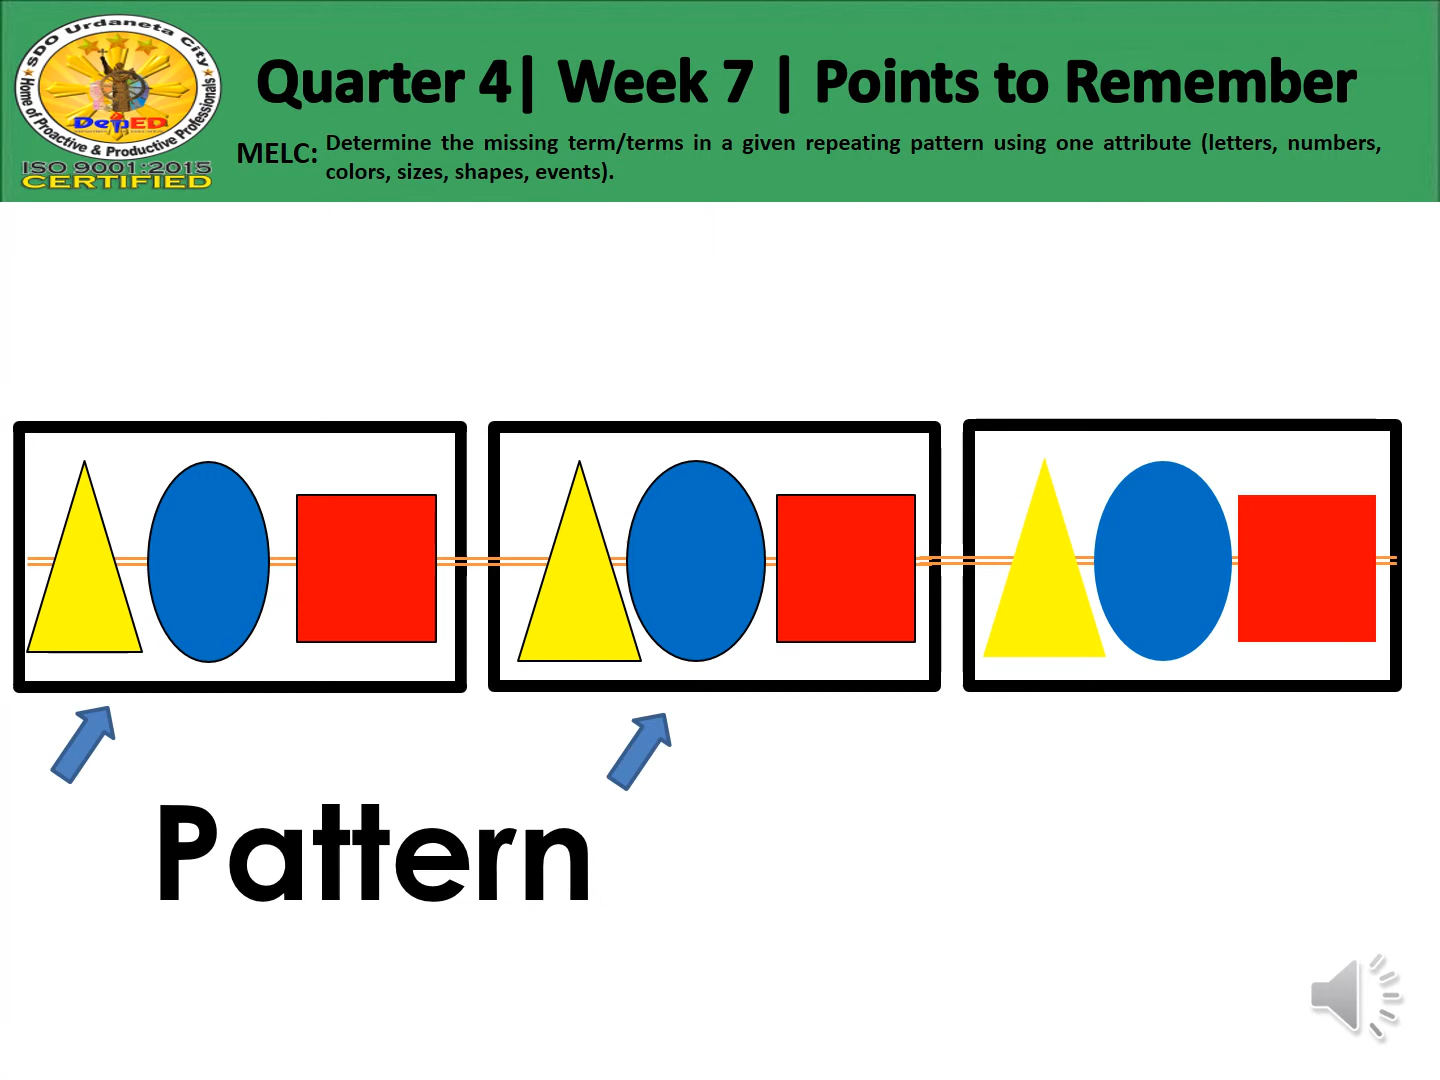 SDO Urdaneta City
Home of Proactive & Productive Professionals
DepED
ISO 9001:2015
CERTIFIED
Quarter 4| Week 7 | Points to Remember
MELC: Determine the missing term/terms in a given repeating pattern using one attribute (letters, numbers,
colors, sizes, shapes, events).
Pattern